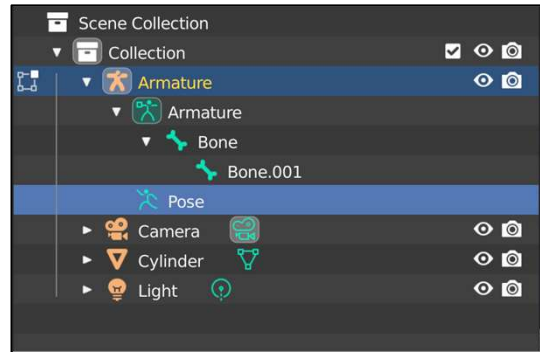 Scene Collection
Collection
Armature
Armature
Bone
Bone.001
Pose
Camera
Cylinder
Light